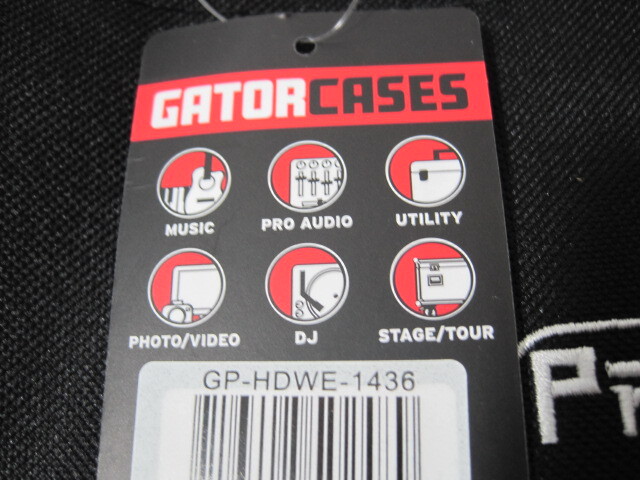 GATORCASES
MUSIC
PRO AUDIO
UTILITY
PHOTO/VIDEO
DJ
STAGE/TOUR
GP-HDWE-1436